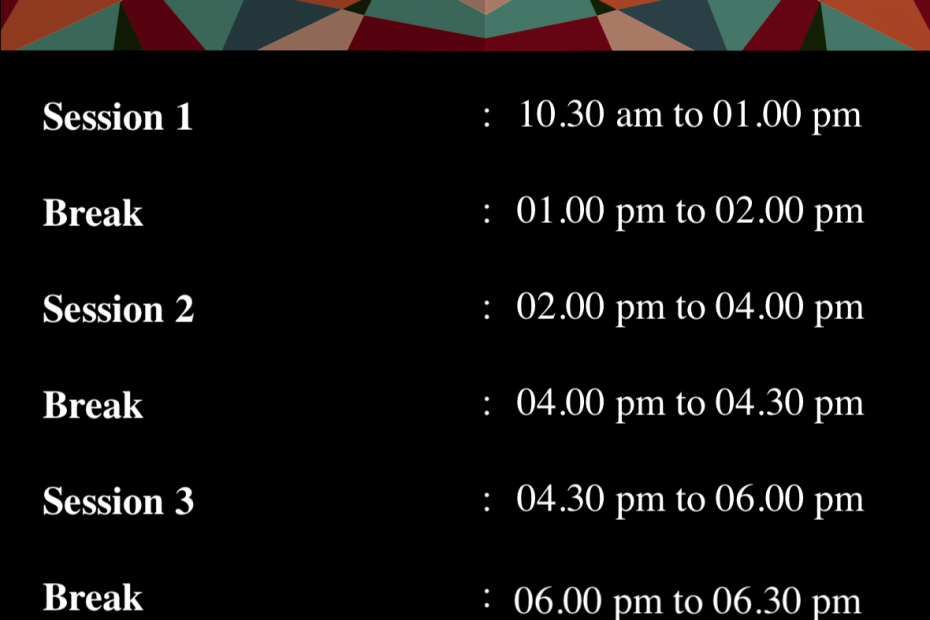 Session 1 : 10.30 am to 01.00 pm
Break : 01.00 pm to 02.00 pm
Session 2 : 02.00 pm to 04.00 pm
Break : 04.00 pm to 04.30 pm
Session 3 : 04.30 pm to 06.00 pm
Break : 06.00 pm to 06.30 pm